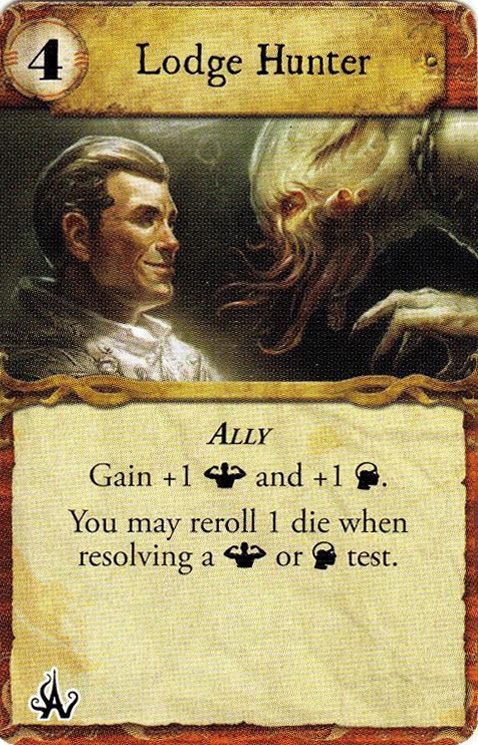 4
Lodge Hunter
ALLY
Gain +1 and +1 .
You may reroll 1 die when
resolving a or test.